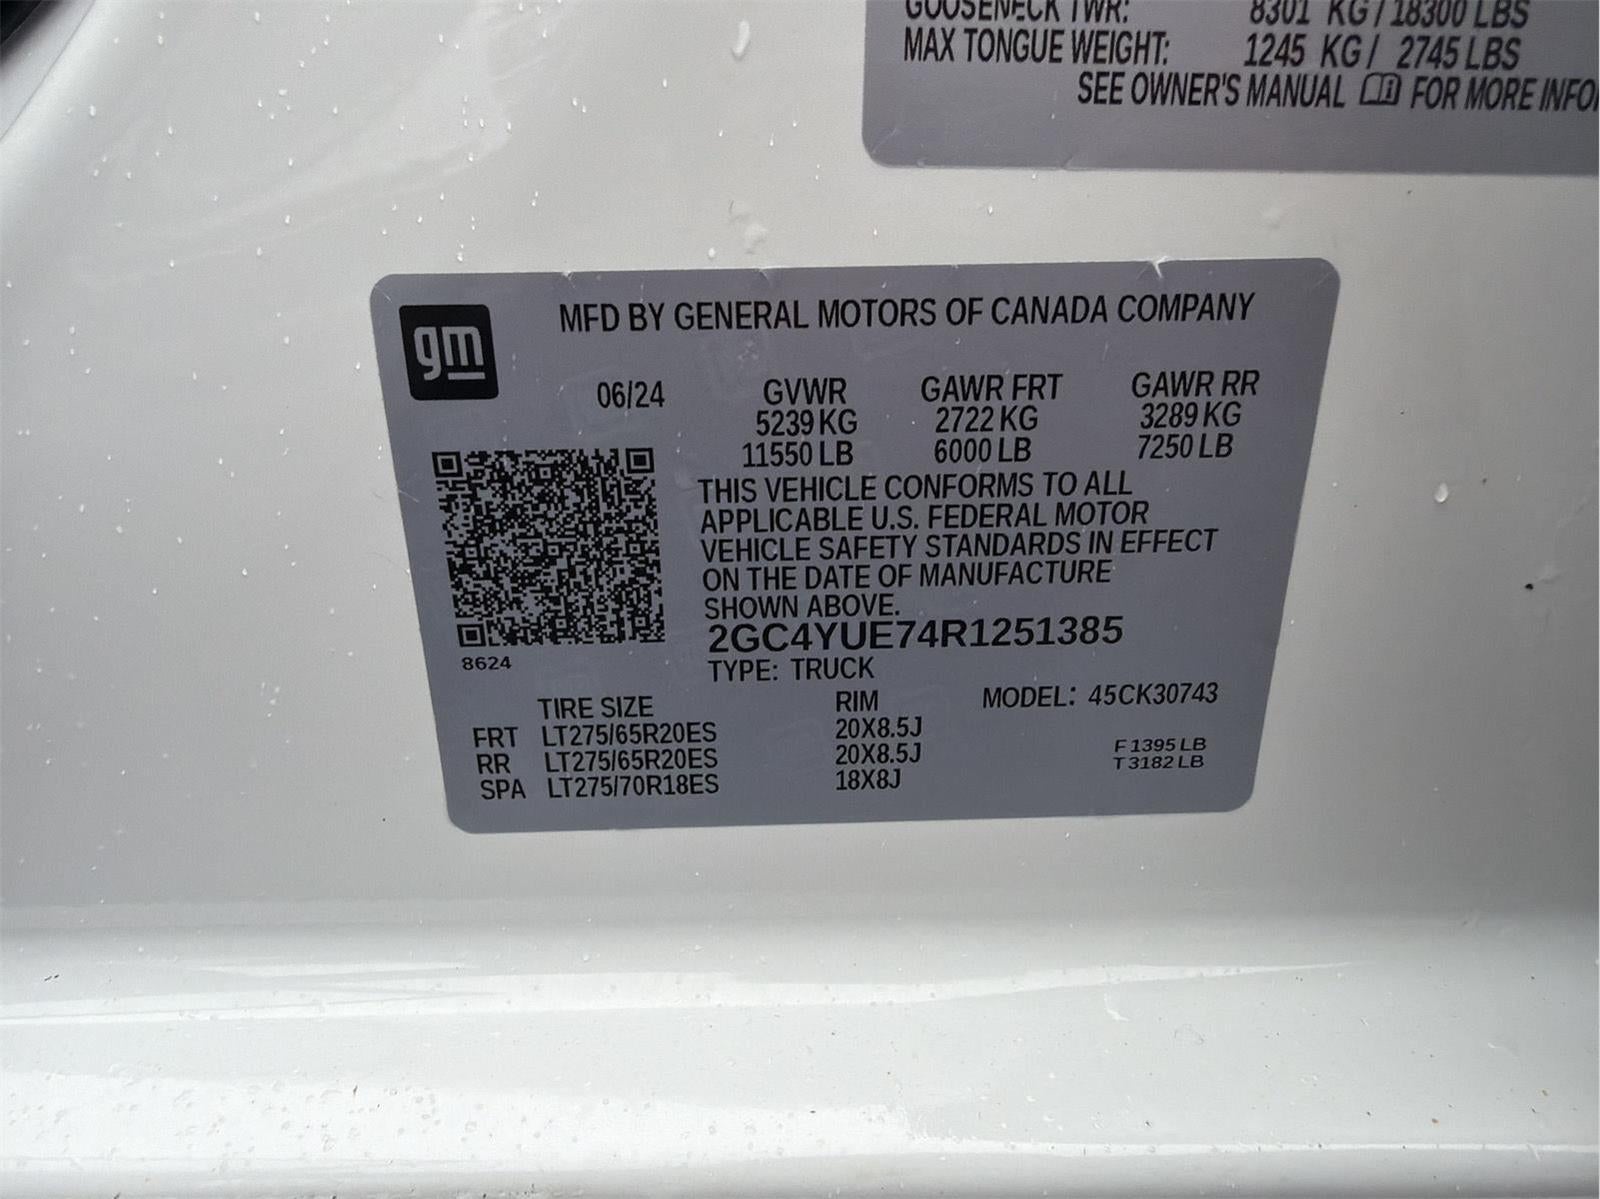 GOOSENECK TWR: 8301 KG / 18300 LBS
MAX TONGUE WEIGHT: 1245 KG / 2745 LBS
SEE OWNER'S MANUAL FOR MORE
gm
MFD BY GENERAL MOTORS OF CANADA COMPANY
06/24 GVWR GAWR FRT GAWR RR
5239 KG 2722 KG 3289 KG
11550 LB 6000 LB 7250 LB
THIS VEHICLE CONFORMS TO ALL
APPLICABLE U.S. FEDERAL MOTOR
VEHICLE SAFETY STANDARDS IN EFFECT
ON THE DATE OF MANUFACTURE
SHOWN ABOVE.
2GC4YUE74R1251385
8624
TYPE: TRUCK
TIRE SIZE RIM MODEL: 45CK30743
FRT LT275/65R20ES 20X8.5J
RR LT275/65R20ES 20X8.5J
SPA LT275/70R18ES 18X8J
F 1395 LB
T 3182 LB